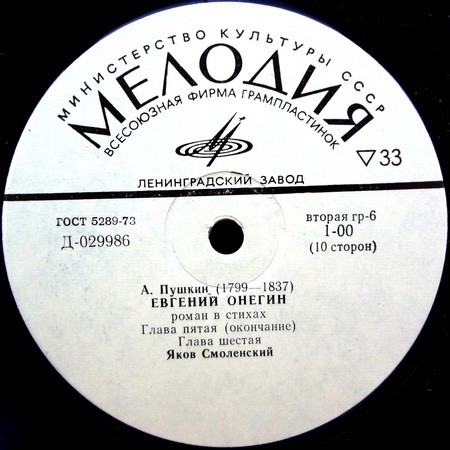 МИНИСТЕРСТВО КУЛЬТУРЫ СССР
МЕЛОДИЯ
ВСЕСОЮЗНАЯ ФИРМА ГРАМПЛАСТИНОК
▽33
ЛЕНИНГРАДСКИЙ ЗАВОД
ГОСТ 5289-73
Д-029986
вторая гр-6
1-00
(10 сторон)
А. Пушкин (1799—1837)
ЕВГЕНИЙ ОНЕГИН
роман в стихах
Глава пятая (окончание)
Глава шестая
Яков Смоленский